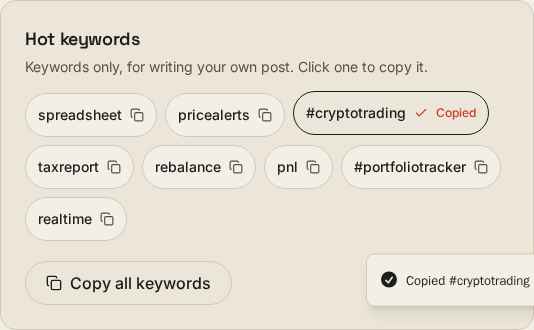 Hot keywords
Keywords only, for writing your own post. Click one to copy it.
spreadsheet pricealerts #cryptotrading Copied
taxreport rebalance pnl #portfoliotracker
realtime
Copy all keywords
Copied #cryptotrading